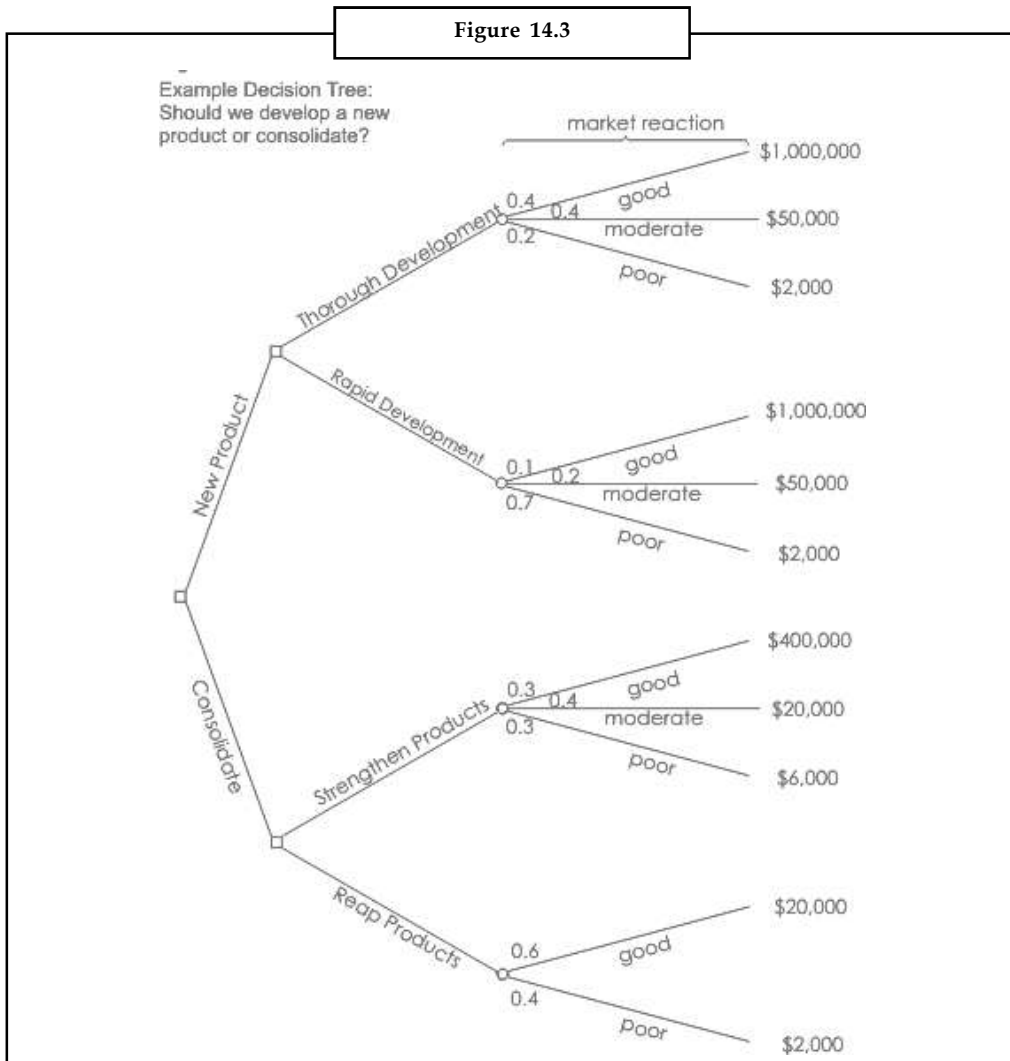 Figure 14.3
Example Decision Tree:
Should we develop a new
product or consolidate?
market reaction
Thorough Development
0.4
good
$1,000,000
0.4
moderate
$50,000
0.2
poor
$2,000
New Product
Rapid Development
0.1
good
$1,000,000
0.2
moderate
$50,000
0.7
poor
$2,000
Consolidate
Strengthen Products
0.3
good
$400,000
0.4
moderate
$20,000
0.3
poor
$6,000
Reap Products
0.6
good
$20,000
0.4
poor
$2,000